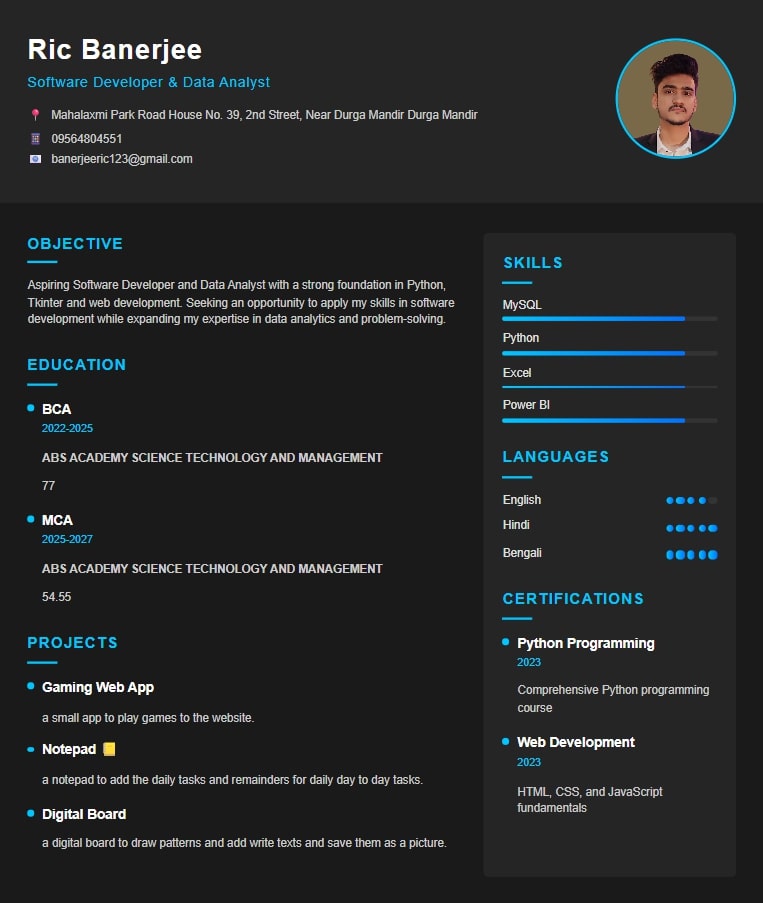 Ric Banerjee
Software Developer & Data Analyst
Mahalaxmi Park Road House No. 39, 2nd Street, Near Durga Mandir Durga Mandir
09564804551
banerjeeric123@gmail.com
OBJECTIVE
Aspiring Software Developer and Data Analyst with a strong foundation in Python,
Tkinter and web development. Seeking an opportunity to apply my skills in software
development while expanding my expertise in data analytics and problem-solving.
EDUCATION
BCA
2022-2025
ABS ACADEMY SCIENCE TECHNOLOGY AND MANAGEMENT
77
MCA
2025-2027
ABS ACADEMY SCIENCE TECHNOLOGY AND MANAGEMENT
54.55
PROJECTS
Gaming Web App
a small app to play games to the website.
Notepad 📒
a notepad to add the daily tasks and remainders for daily day to day tasks.
Digital Board
a digital board to draw patterns and add write texts and save them as a picture.
SKILLS
MySQL
Python
Excel
Power BI
LANGUAGES
English
Hindi
Bengali
CERTIFICATIONS
Python Programming
2023
Comprehensive Python programming
course
Web Development
2023
HTML, CSS, and JavaScript
fundamentals